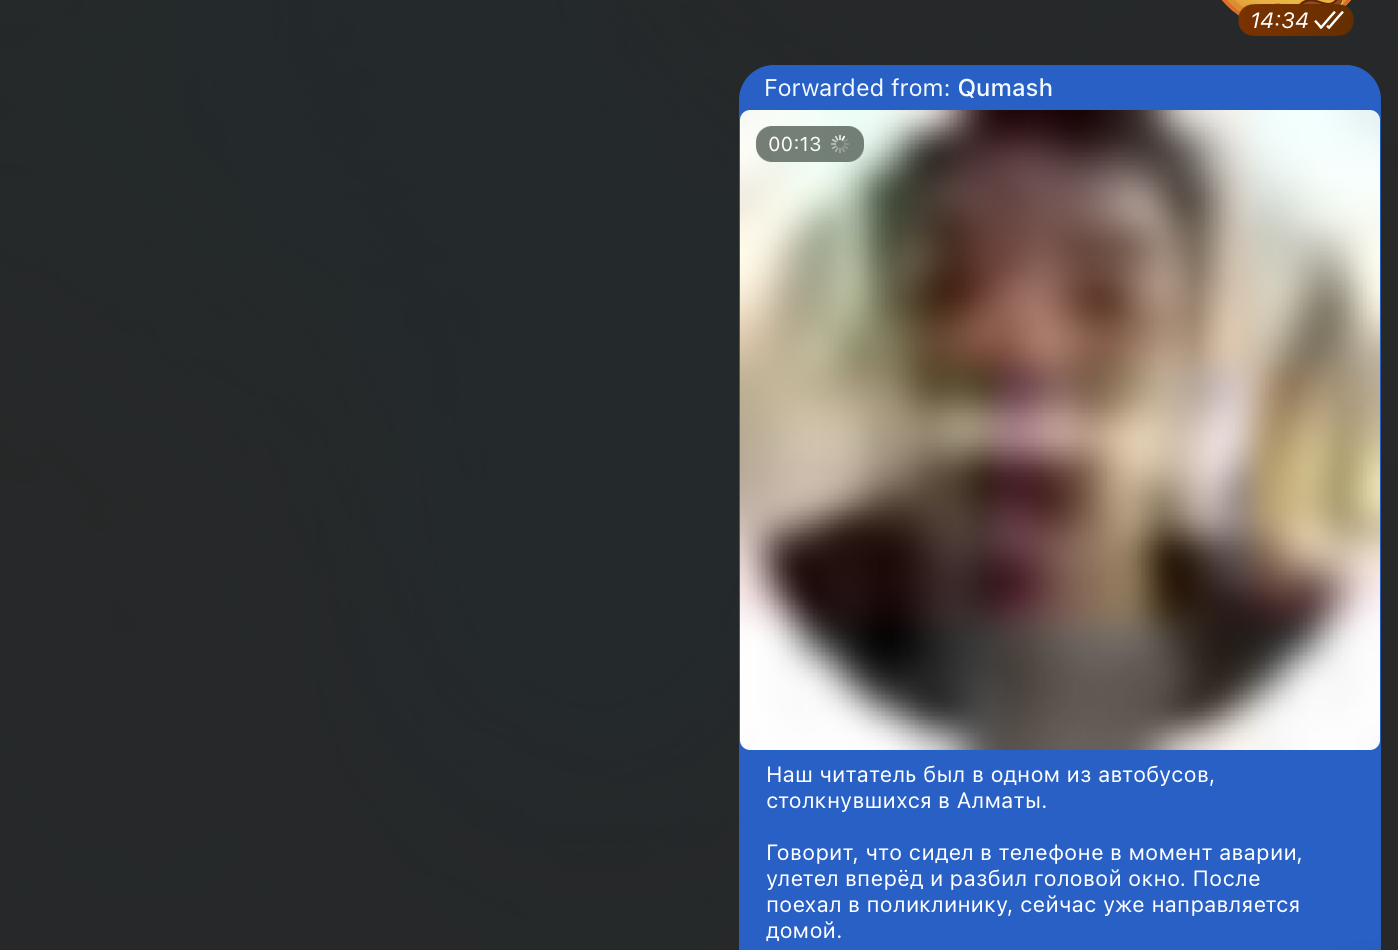 14:34
Forwarded from: Qumash
00:13
Наш читатель был в одном из автобусов,
столкнувшихся в Алматы.
Говорит, что сидел в телефоне в момент аварии,
улетел вперёд и разбил головой окно. После
поехал в поликлинику, сейчас уже направляется
домой.